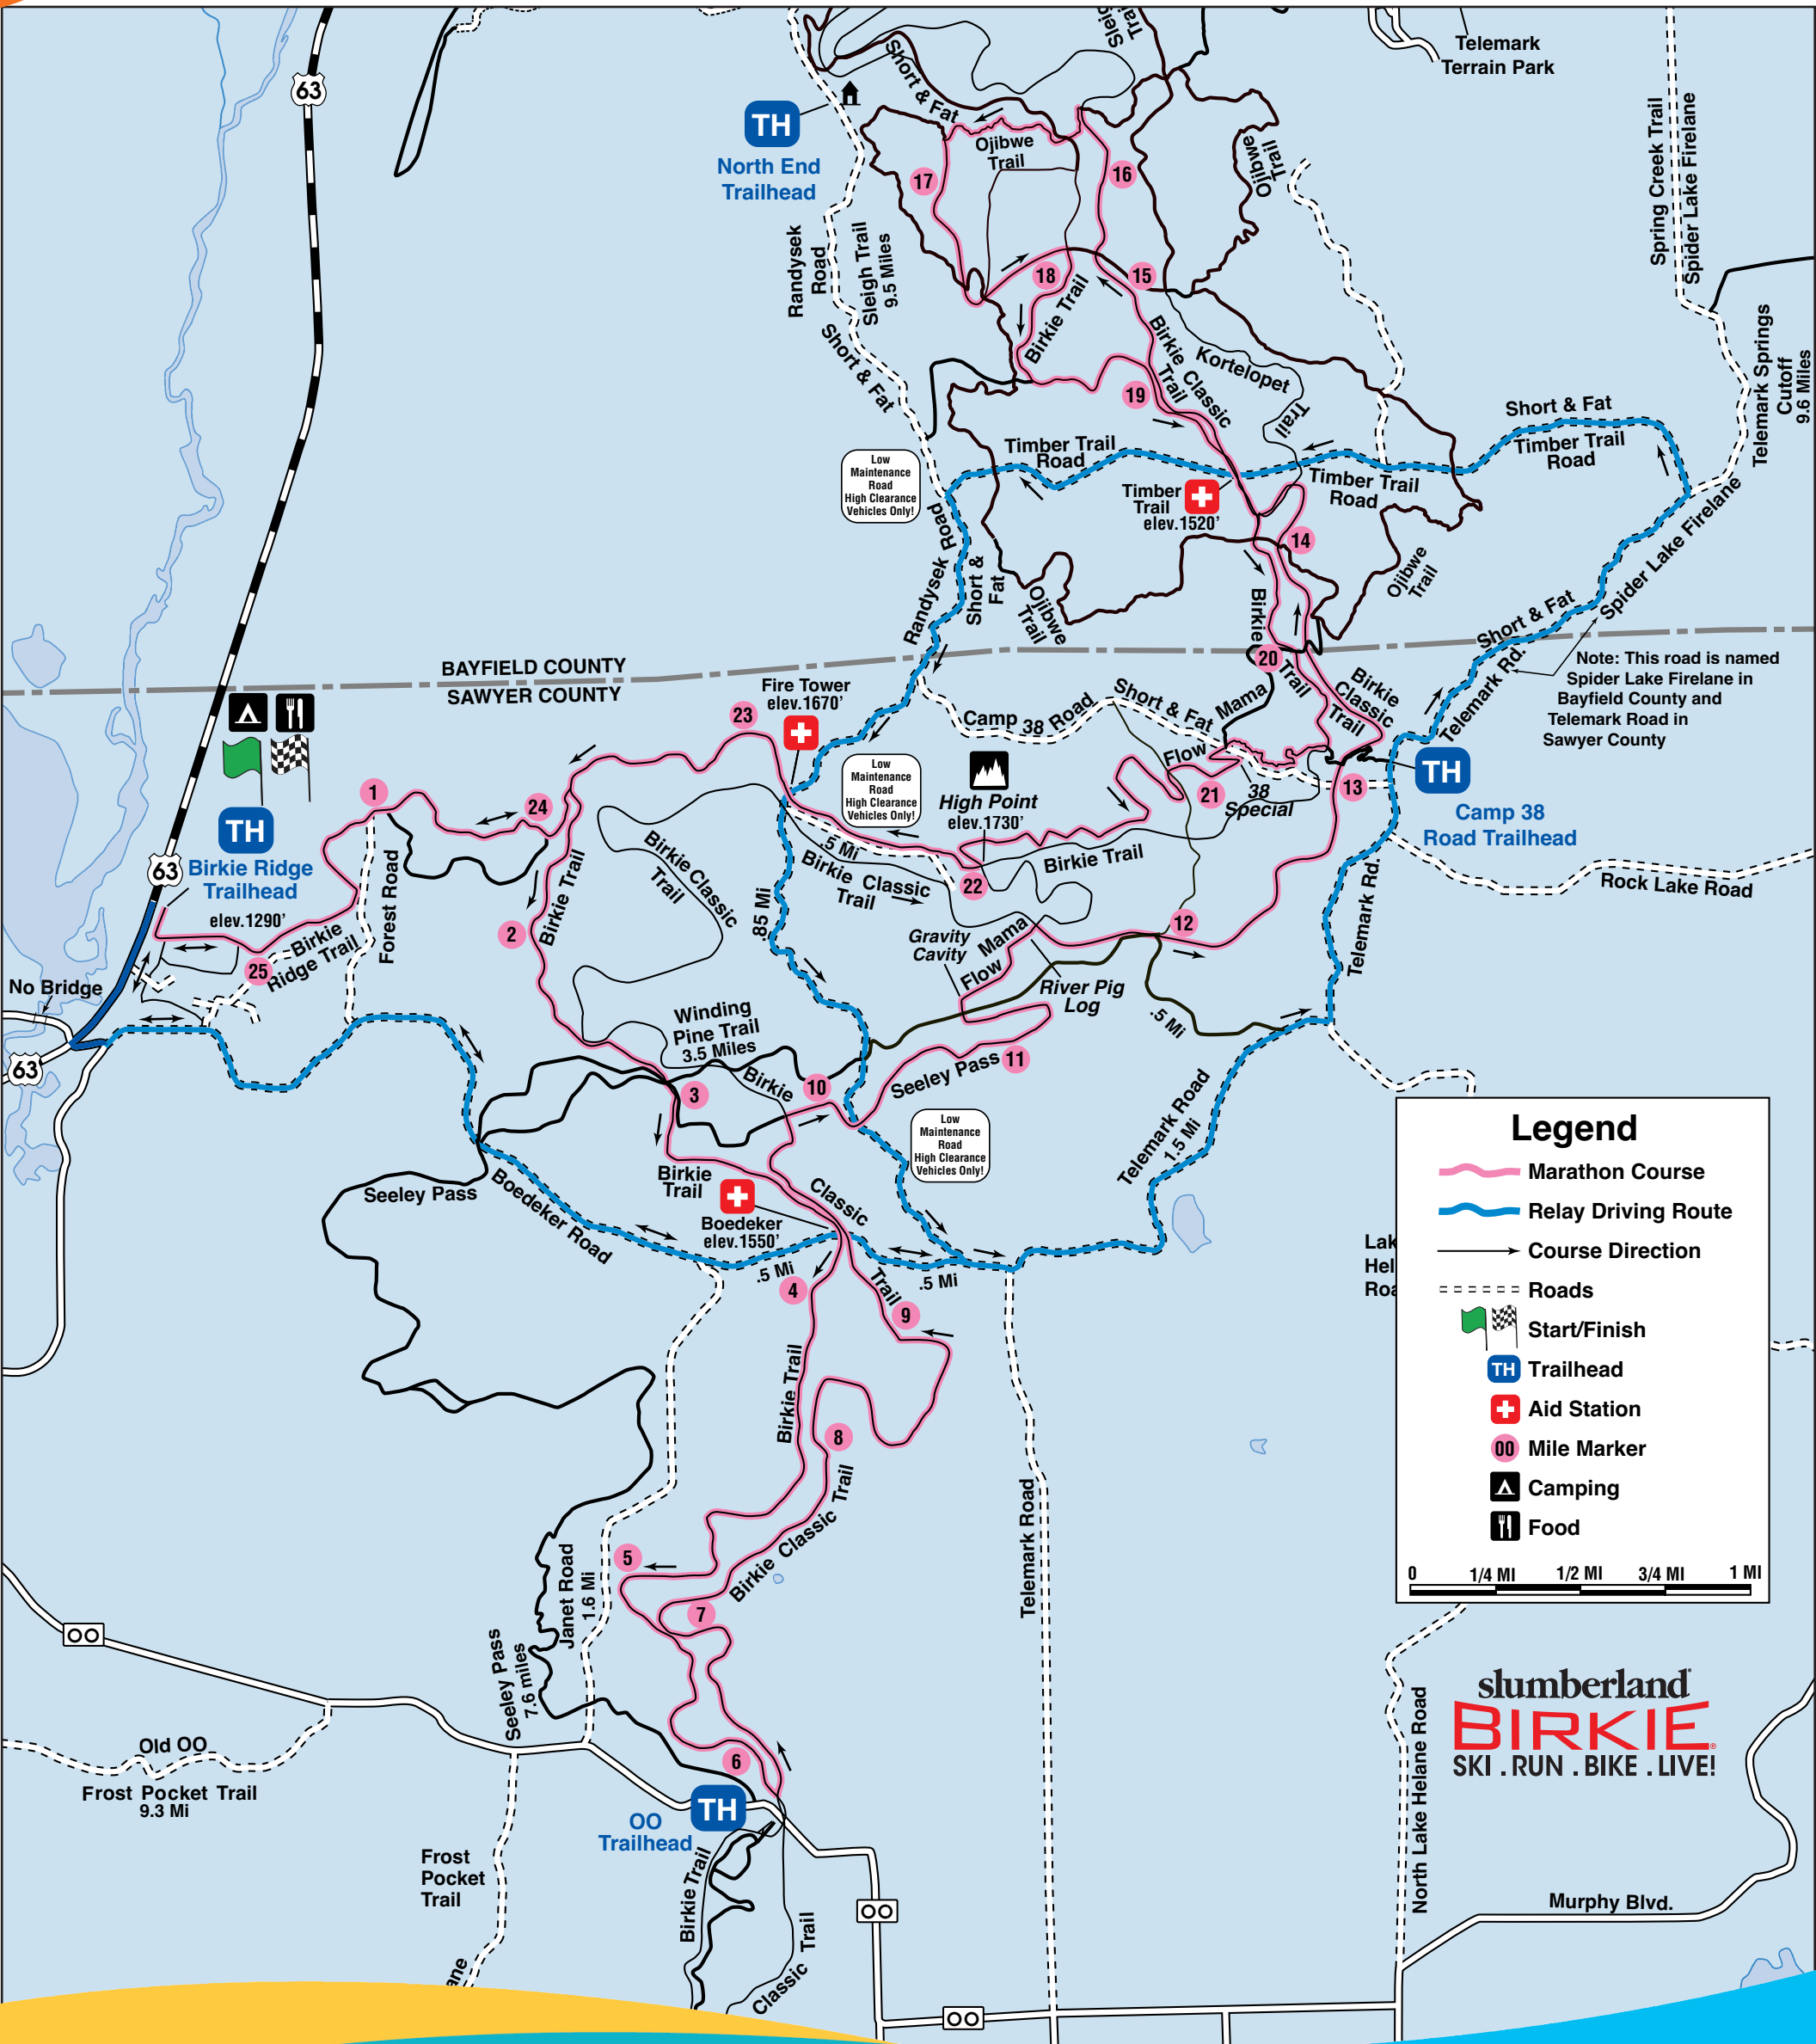 Telemark
Terrain Park
63
Short & Fat
Sleig
Trai
TH
North End
Trailhead
Ojibwe
Trail
Ojibwe
Trail
16
17
Spring Creek Trail
Spider Lake Firelane
Randysek
Road
Sleigh Trail
9.5 Miles
18
15
Birkie Trail
Short & Fat
Birkie Classic
Trail
Kortelopet
Trail
Telemark Springs
Cutoff
9.6 Miles
19
Short & Fat
Timber Trail
Road
Timber Trail
Road
Timber Trail
Road
Low
Maintenance
Road
High Clearance
Vehicles Only!
Timber
Trail
elev.1520’
14
Randysek Road
Short &
Fat
Ojibwe
Trail
Ojibwe
Trail
Birkie
Trail
Short & Fat
Spider Lake Firelane
Telemark Rd.
BAYFIELD COUNTY
SAWYER COUNTY
20
Note: This road is named
Spider Lake Firelane in
Bayfield County and
Telemark Road in
Sawyer County
Fire Tower
elev.1670’
23
Camp 38 Road
Short & Fat
Mama
Flow
Birkie
Classic
Trail
Low
Maintenance
Road
High Clearance
Vehicles Only!
High Point
elev.1730’
21
38
Special
13
TH
Camp 38
Road Trailhead
1
24
TH
Birkie Ridge
Trailhead
elev.1290’
63
Forest Road
Birkie Trail
Birkie Classic
Trail
.5 Mi
Birkie Classic
Trail
Birkie Trail
22
Rock Lake Road
.85 Mi
2
12
Telemark Rd.
25
Birkie
Ridge Trail
Gravity
Cavity
Mama
Flow
River Pig
Log
No Bridge
63
Winding
Pine Trail
3.5 Miles
.5 Mi
Seeley Pass
11
3
Birkie
10
Low
Maintenance
Road
High Clearance
Vehicles Only!
Telemark Road
1.5 Mi
Seeley Pass
Boedeker Road
Birkie
Trail
Classic
Trail
Boedeker
elev.1550’
.5 Mi
.5 Mi
4
9
Lak
Hel
Roa
Legend
Marathon Course
Relay Driving Route
Course Direction
Roads
Start/Finish
TH Trailhead
Aid Station
00 Mile Marker
Camping
Food
0 1/4 MI 1/2 MI 3/4 MI 1 MI
Birkie Trail
8
Birkie Classic Trail
Telemark Road
5
7
Janet Road
1.6 Mi
Seeley Pass
7.6 miles
OO
Old OO
Frost Pocket Trail
9.3 Mi
6
TH
OO
Trailhead
Frost
Pocket
Trail
Birkie Trail
Classic Trail
OO
North Lake Helane Road
slumberland
BIRKIE®
SKI . RUN . BIKE . LIVE!
Murphy Blvd.
ane
OO